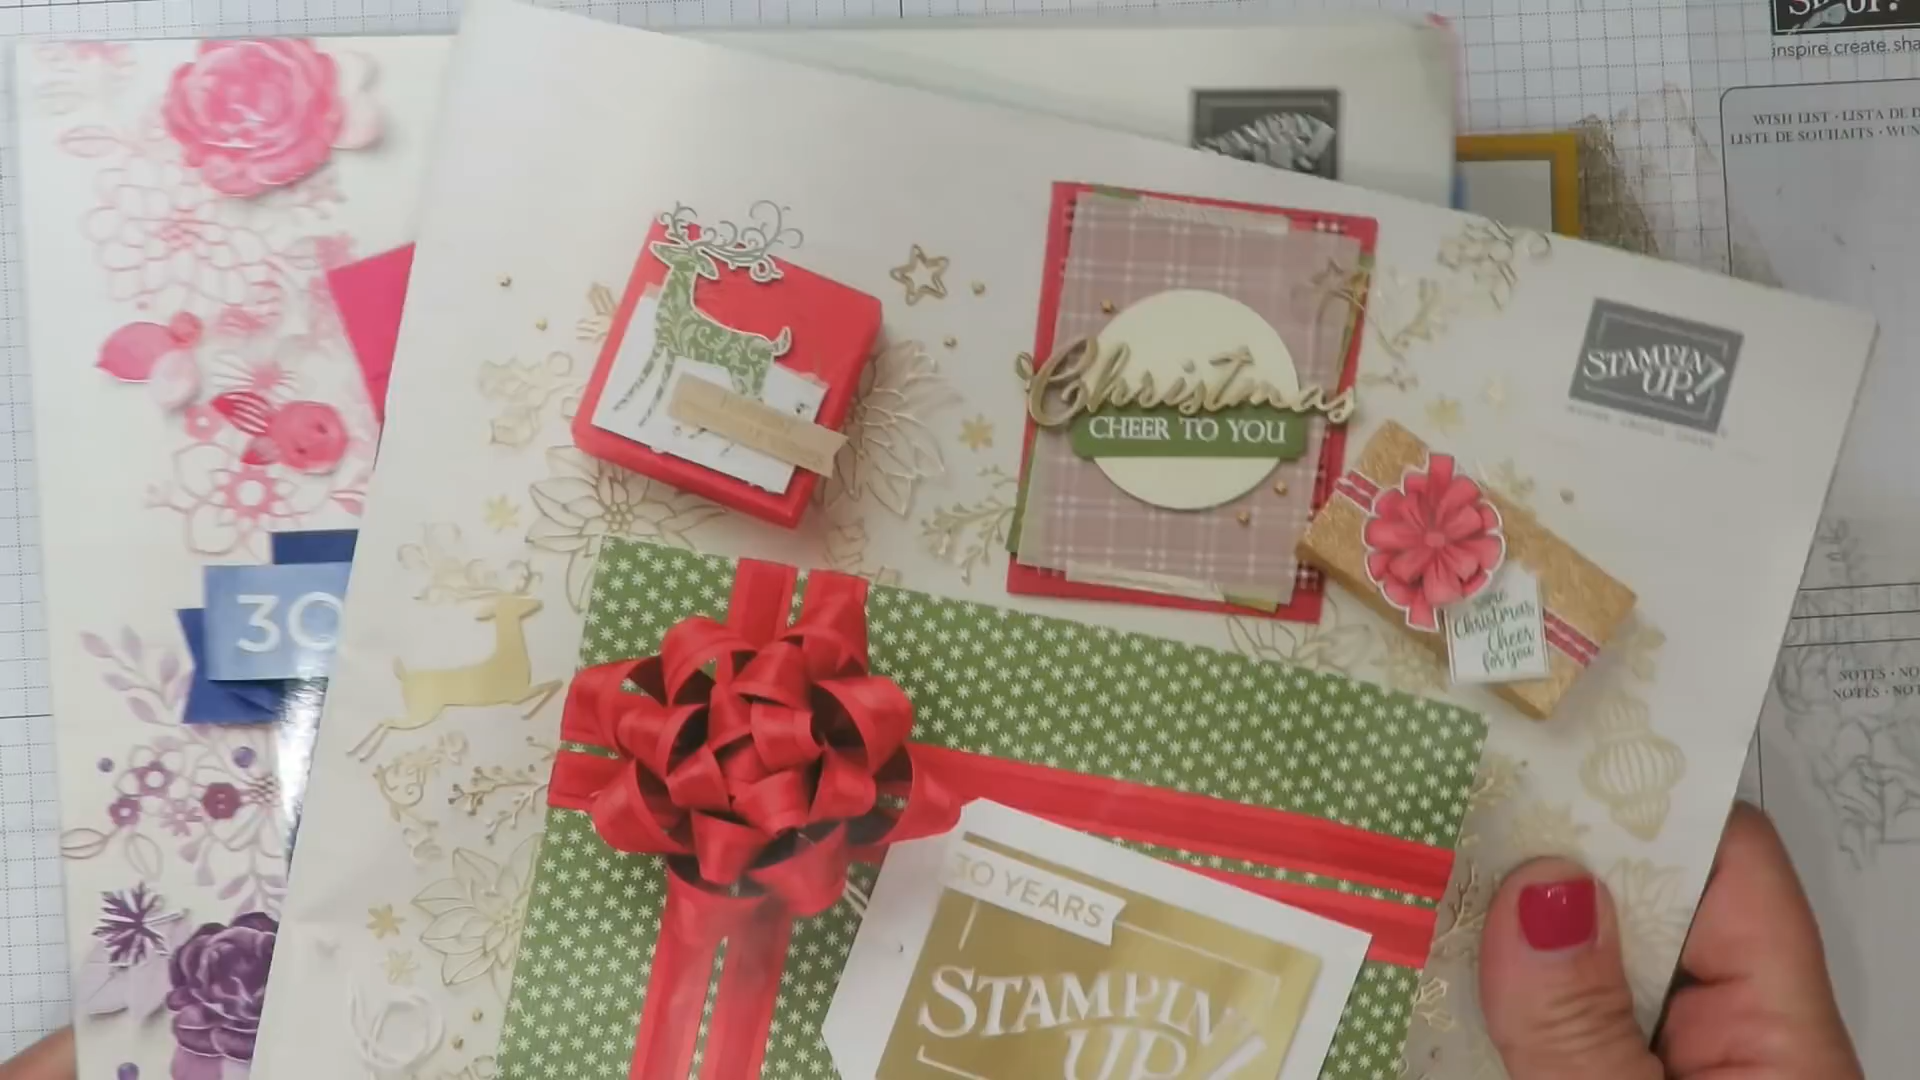 inspire.create.sha
WISH LIST · LISTA DE D
LISTE DE SOUHAITS · WUN
STAMPIN'
UP!
Christmas
CHEER TO YOU
Christmas
Cheer
for you
30
NOTES · NO
NOTES · NOT
30 YEARS
STAMPIN'
UP!